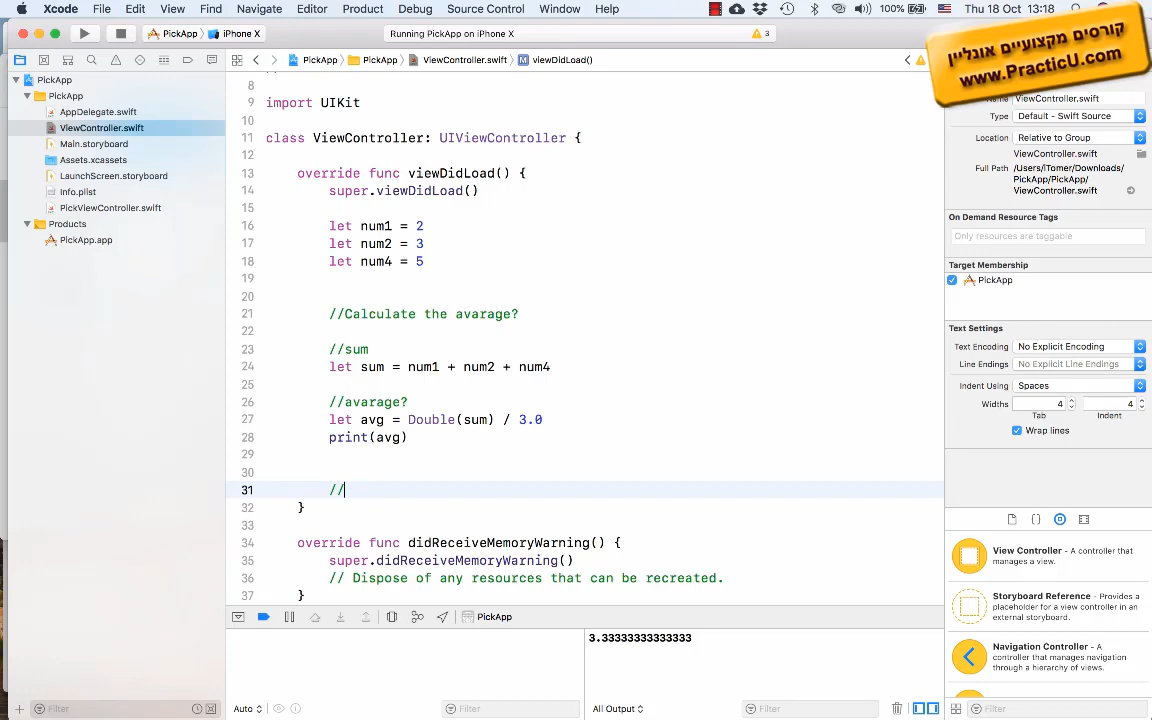 Xcode File Edit View Find Navigate Editor Product Debug Source Control Window Help 100% Thu 18 Oct 13:18
PickApp iPhone X Running PickApp on iPhone X 3
קורסים מקצועיים אונליין
www.PracticU.com
PickApp PickApp ViewController.swift viewDidLoad()
PickApp
PickApp
AppDelegate.swift
ViewController.swift
Main.storyboard
Assets.xcassets
LaunchScreen.storyboard
Info.plist
PickViewController.swift
Products
PickApp.app
Filter
8
9 import UIKit
10
11 class ViewController: UIViewController {
12
13 override func viewDidLoad() {
14 super.viewDidLoad()
15
16 let num1 = 2
17 let num2 = 3
18 let num4 = 5
19
20
21 //Calculate the avarage?
22
23 //sum
24 let sum = num1 + num2 + num4
25
26 //avarage?
27 let avg = Double(sum) / 3.0
28 print(avg)
29
30
31 //
32 }
33
34 override func didReceiveMemoryWarning() {
35 super.didReceiveMemoryWarning()
36 // Dispose of any resources that can be recreated.
37 }
PickApp
3.33333333333333
Auto Filter All Output Filter
Name ViewController.swift
Type Default - Swift Source
Location Relative to Group
ViewController.swift
Full Path /Users/iTomer/Downloads/
PickApp/PickApp/
ViewController.swift
On Demand Resource Tags
Only resources are taggable
Target Membership
PickApp
Text Settings
Text Encoding No Explicit Encoding
Line Endings No Explicit Line Endings
Indent Using Spaces
Widths 4 4
Tab Indent
Wrap lines
View Controller - A controller that
manages a view.
Storyboard Reference - Provides a
placeholder for a view controller in an
external storyboard.
Navigation Controller - A
controller that manages navigation
through a hierarchy of views.
Filter